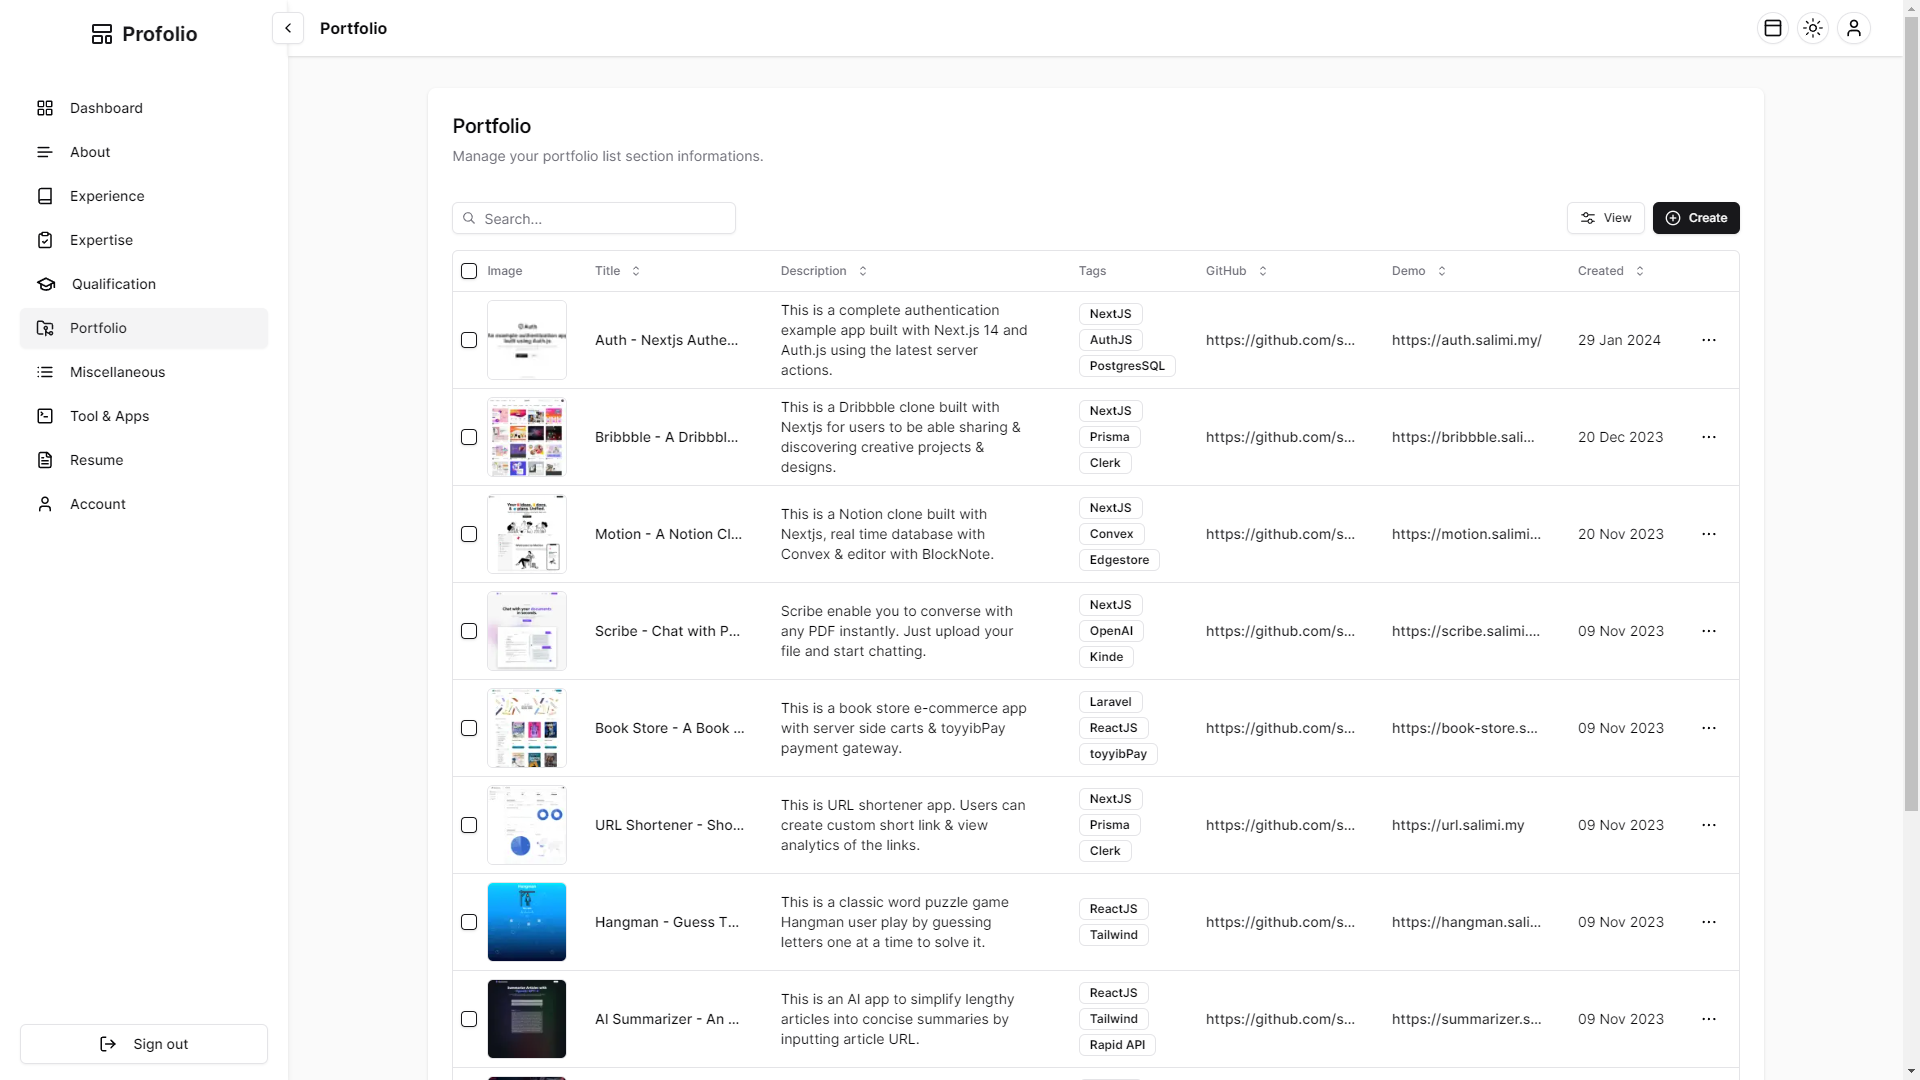 Profolio
Portfolio
Dashboard
About
Experience
Expertise
Qualification
Portfolio
Miscellaneous
Tool & Apps
Resume
Account
Sign out
Portfolio
Manage your portfolio list section informations.
Search...
View
Create
Image
Title
Description
Tags
GitHub
Demo
Created
Auth - Nextjs Authe...
This is a complete authentication
example app built with Next.js 14 and
Auth.js using the latest server
actions.
NextJS
AuthJS
PostgresSQL
https://github.com/s...
https://auth.salimi.my/
29 Jan 2024
Bribbble - A Dribbbl...
This is a Dribbble clone built with
Nextjs for users to be able sharing &
discovering creative projects &
designs.
NextJS
Prisma
Clerk
https://github.com/s...
https://bribbble.sali...
20 Dec 2023
Motion - A Notion Cl...
This is a Notion clone built with
Nextjs, real time database with
Convex & editor with BlockNote.
NextJS
Convex
Edgestore
https://github.com/s...
https://motion.salimi...
20 Nov 2023
Scribe - Chat with P...
Scribe enable you to converse with
any PDF instantly. Just upload your
file and start chatting.
NextJS
OpenAI
Kinde
https://github.com/s...
https://scribe.salimi....
09 Nov 2023
Book Store - A Book ...
This is a book store e-commerce app
with server side carts & toyyibPay
payment gateway.
Laravel
ReactJS
toyyibPay
https://github.com/s...
https://book-store.s...
09 Nov 2023
URL Shortener - Sho...
This is URL shortener app. Users can
create custom short link & view
analytics of the links.
NextJS
Prisma
Clerk
https://github.com/s...
https://url.salimi.my
09 Nov 2023
Hangman - Guess T...
This is a classic word puzzle game
Hangman user play by guessing
letters one at a time to solve it.
ReactJS
Tailwind
https://github.com/s...
https://hangman.sali...
09 Nov 2023
AI Summarizer - An ...
This is an AI app to simplify lengthy
articles into concise summaries by
inputting article URL.
ReactJS
Tailwind
Rapid API
https://github.com/s...
https://summarizer.s...
09 Nov 2023